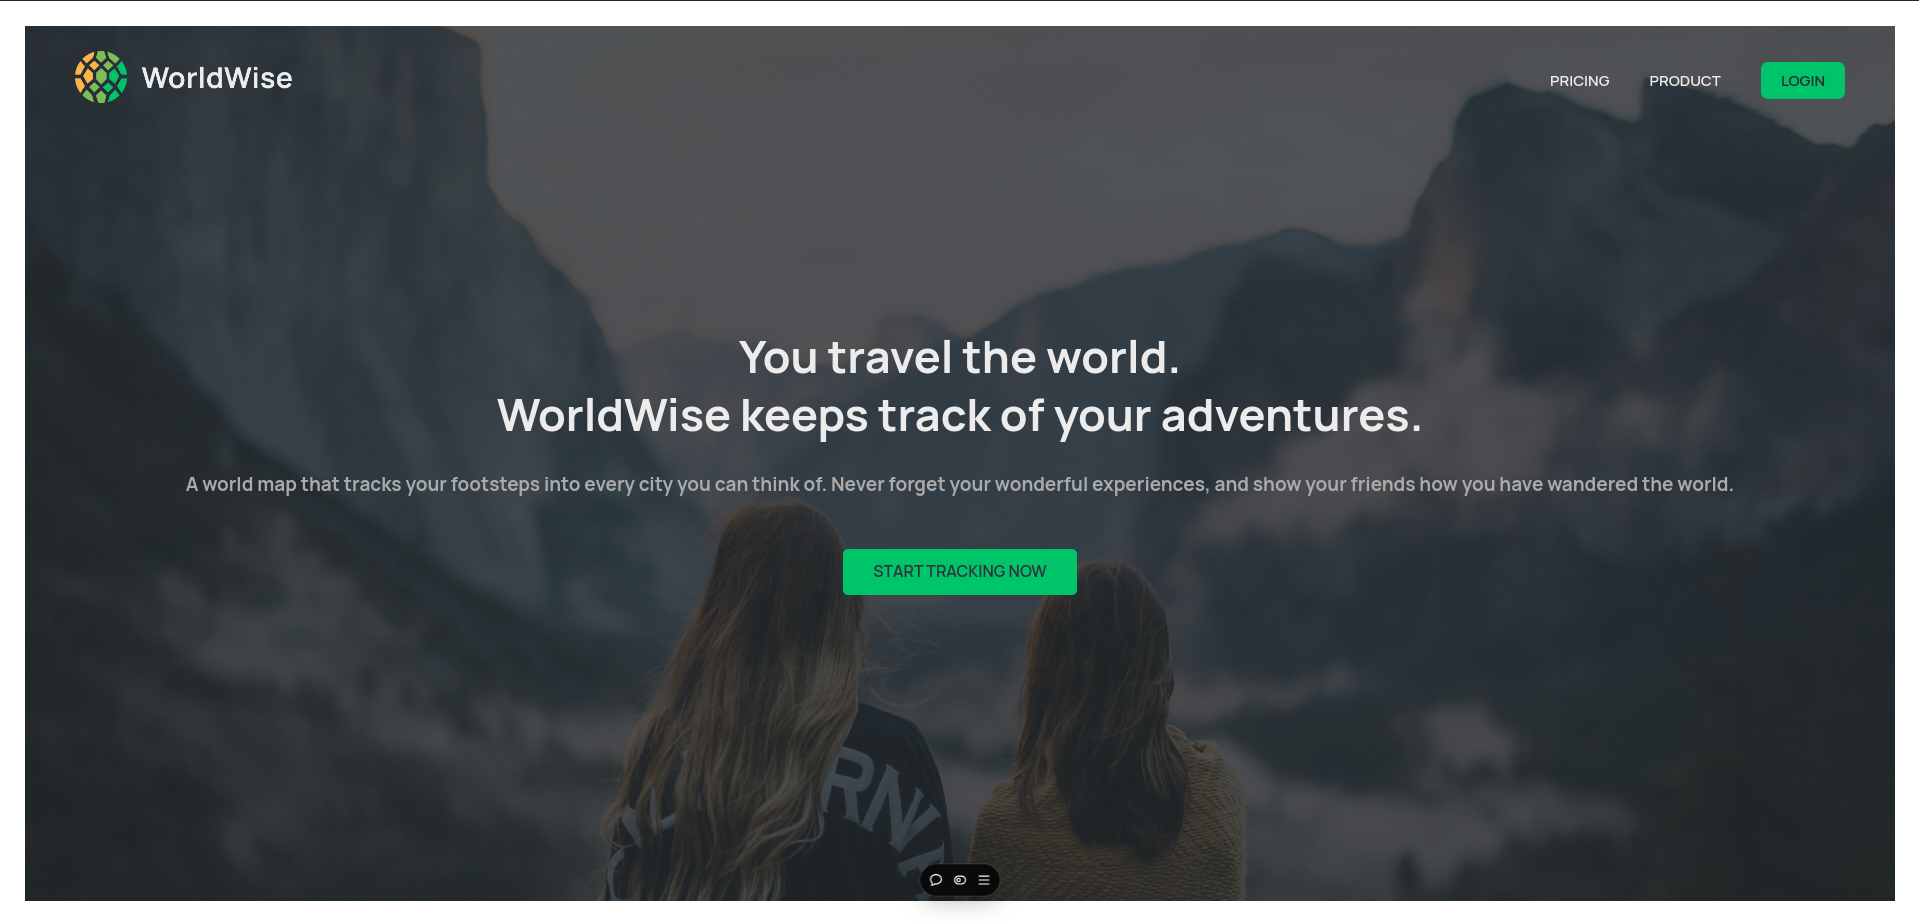 WorldWise
PRICING
PRODUCT
LOGIN
You travel the world.
WorldWise keeps track of your adventures.
A world map that tracks your footsteps into every city you can think of. Never forget your wonderful experiences, and show your friends how you have wandered the world.
START TRACKING NOW